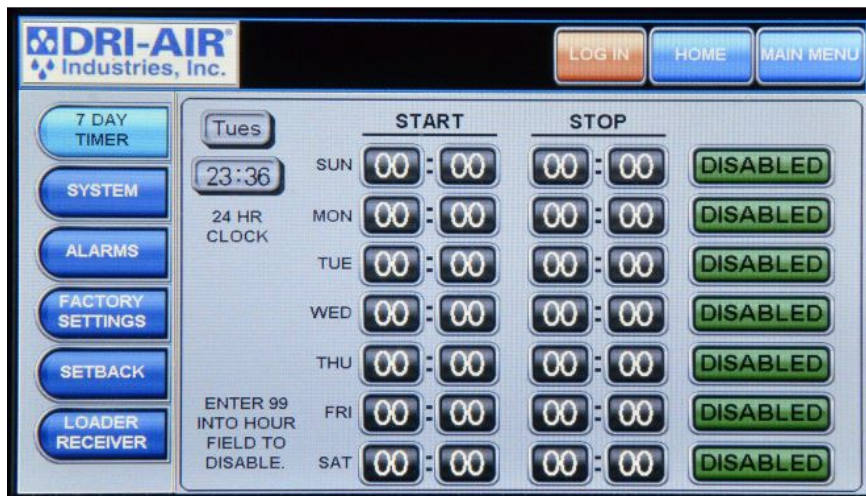 DRI-AIR®
Industries, Inc.
LOG IN
HOME
MAIN MENU
7 DAY
TIMER
SYSTEM
ALARMS
FACTORY
SETTINGS
SETBACK
LOADER
RECEIVER
Tues
23:36
24 HR
CLOCK
ENTER 99
INTO HOUR
FIELD TO
DISABLE.
START STOP
SUN 00:00 00:00 DISABLED
MON 00:00 00:00 DISABLED
TUE 00:00 00:00 DISABLED
WED 00:00 00:00 DISABLED
THU 00:00 00:00 DISABLED
FRI 00:00 00:00 DISABLED
SAT 00:00 00:00 DISABLED